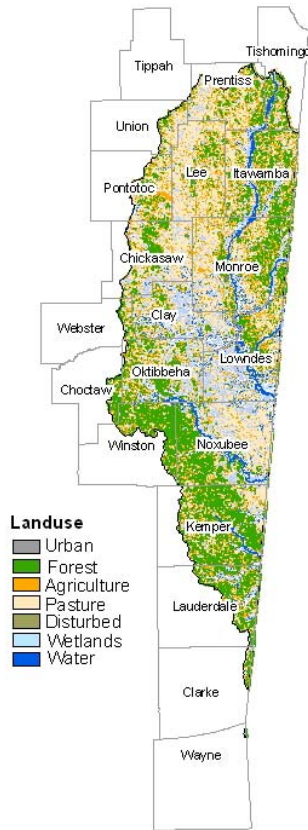 Tishomingo
Tippah
Prentiss
Union
Lee
Itawamba
Pontotoc
Chickasaw
Monroe
Clay
Webster
Lowndes
Oktibbeha
Choctaw
Winston
Noxubee
Kemper
Lauderdale
Clarke
Wayne
Landuse
Urban
Forest
Agriculture
Pasture
Disturbed
Wetlands
Water